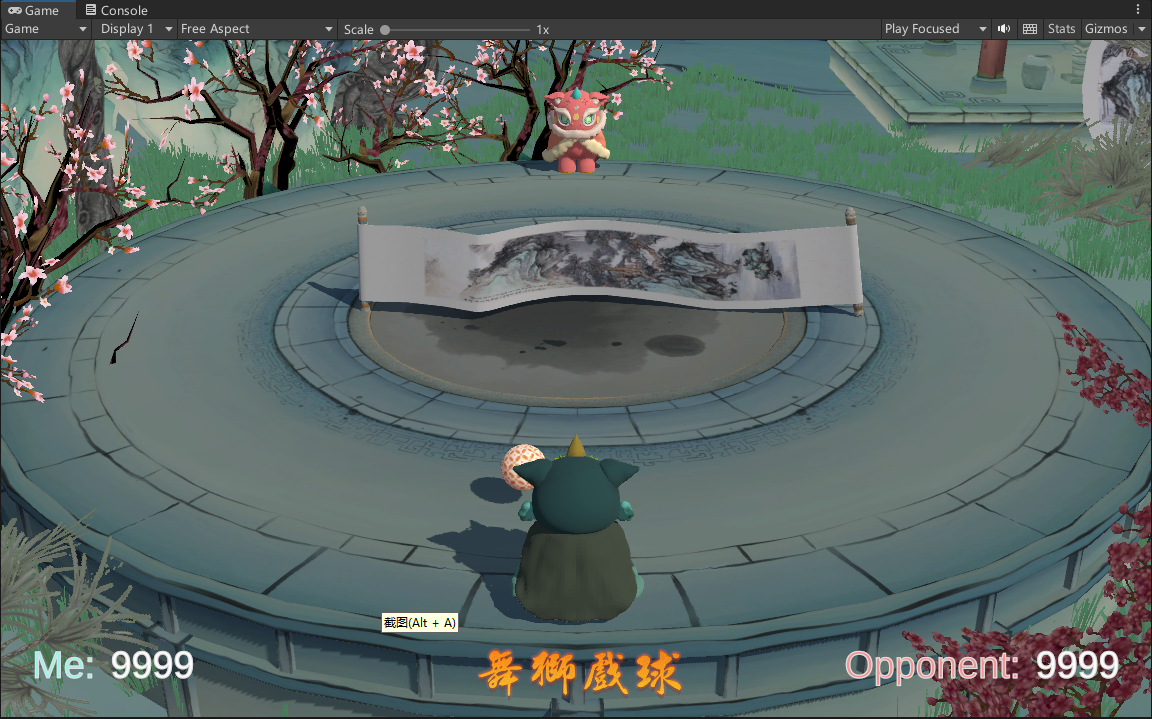 Game
Console
Game
Display 1
Free Aspect
Scale
1x
Play Focused
Stats
Gizmos
截图(Alt + A)
Me: 9999
舞獅戲球
Opponent: 9999